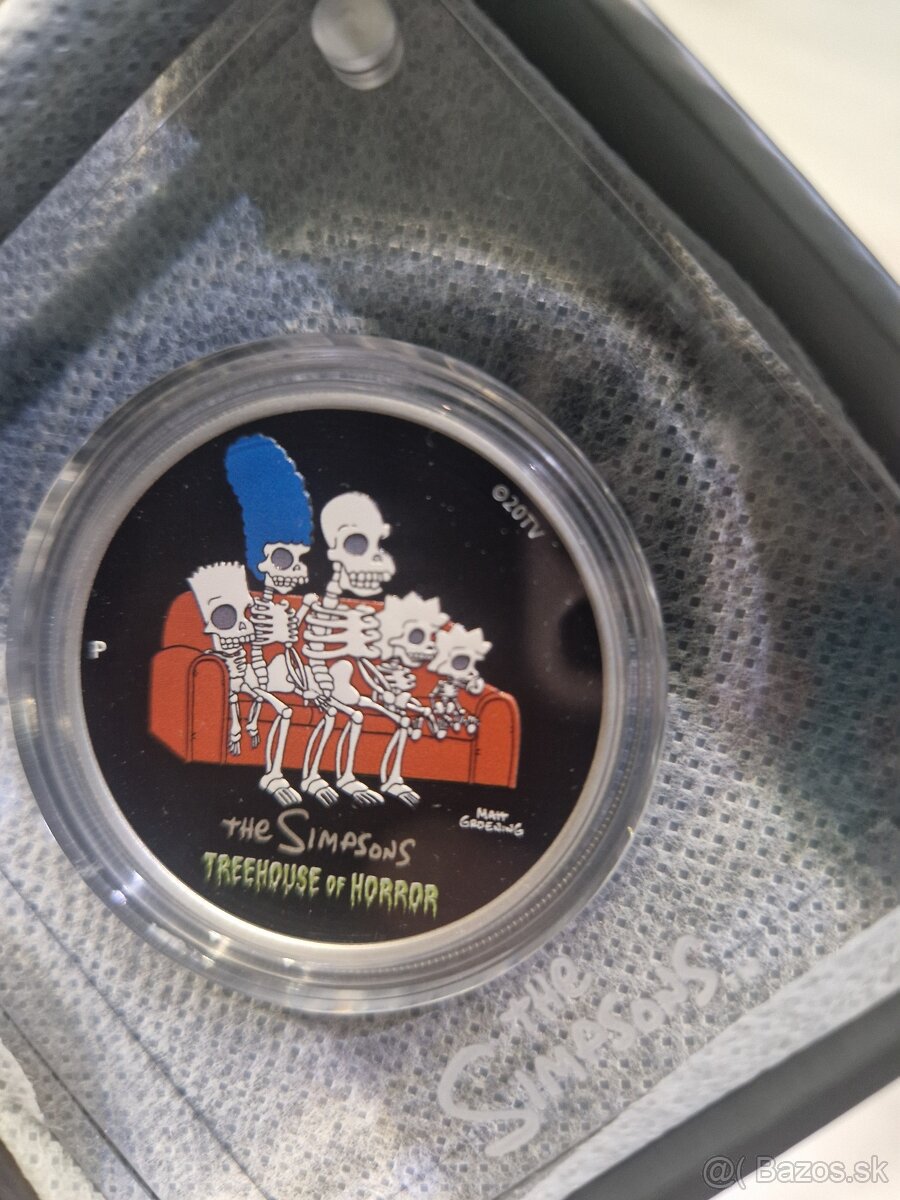 ©20TV
P
MATT
GROENING
THE SIMPSONS
TREEHOUSE OF HORROR
THE
SIMPSONS
@( Bazos.sk